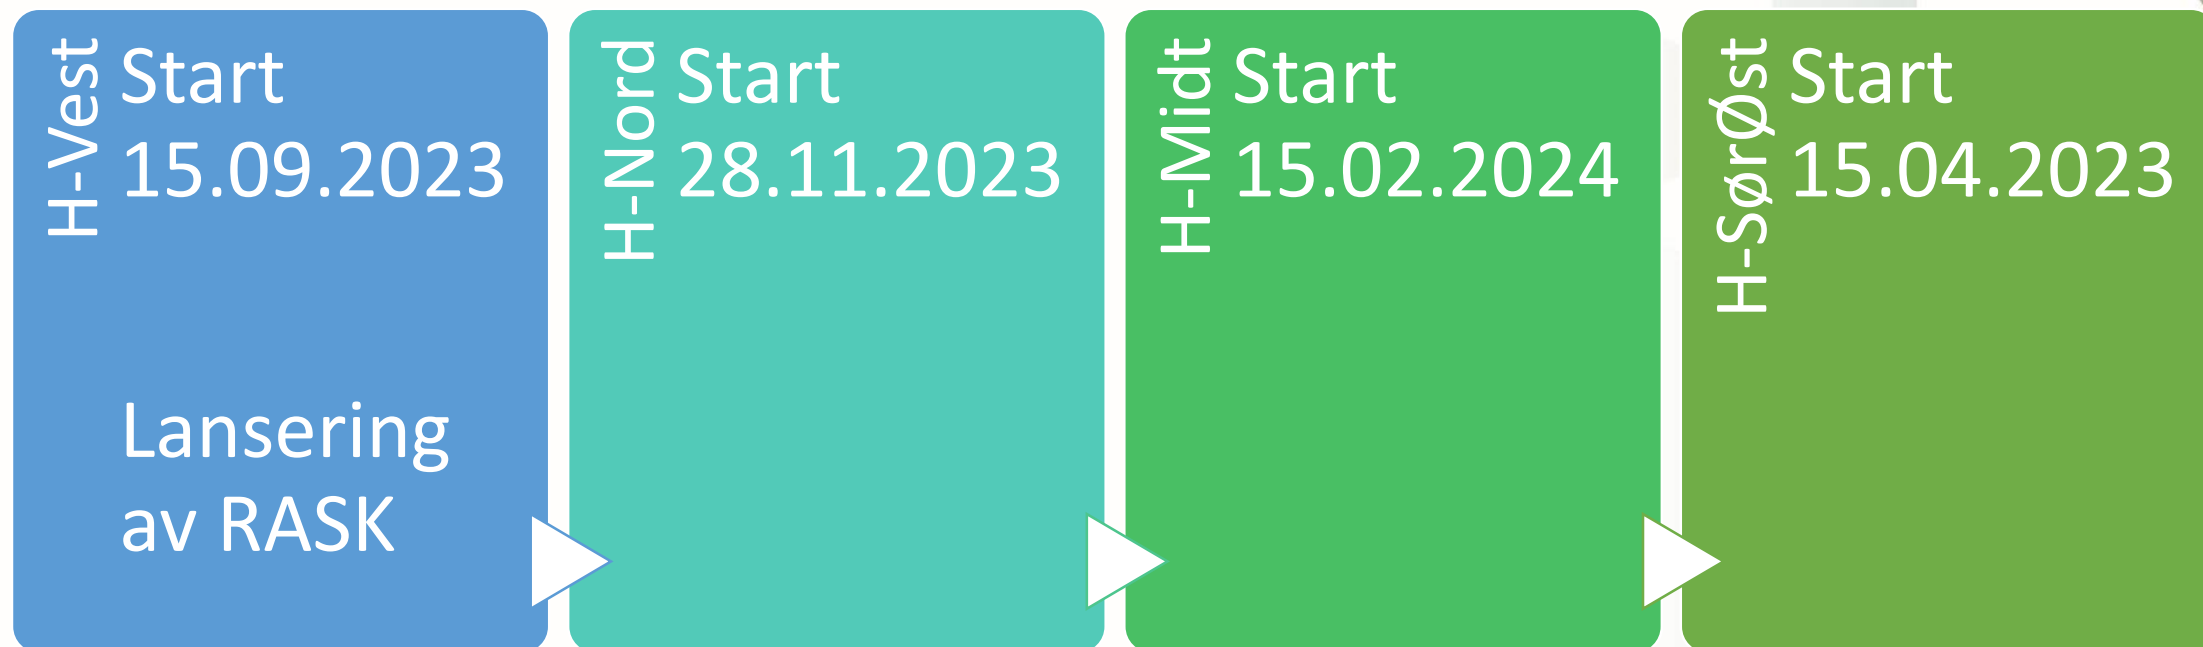 H-Vest
Start
15.09.2023
Lansering
av RASK
H-Nord
Start
28.11.2023
H-Midt
Start
15.02.2024
H-SørØst
Start
15.04.2023